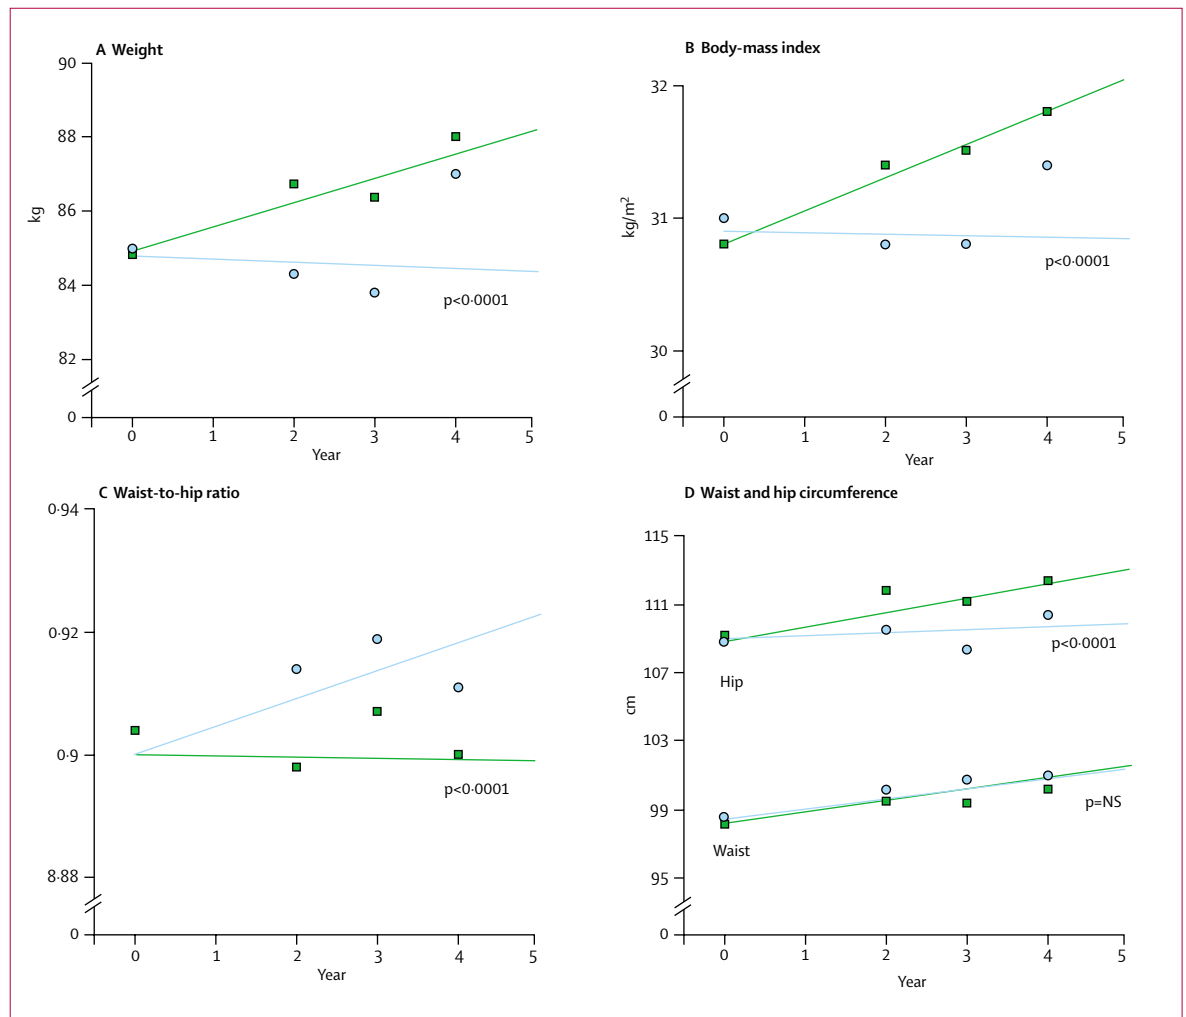 A Weight
90
88
86
84
82
0
kg
p<0·0001
0 1 2 3 4 5
Year
B Body-mass index
32
31
30
0
kg/m²
p<0·0001
0 1 2 3 4 5
Year
C Waist-to-hip ratio
0·94
0·92
0·9
8·88
0
p<0·0001
0 1 2 3 4 5
Year
D Waist and hip circumference
115
111
107
103
99
95
0
cm
p<0·0001
Hip
p=NS
Waist
0 1 2 3 4 5
Year